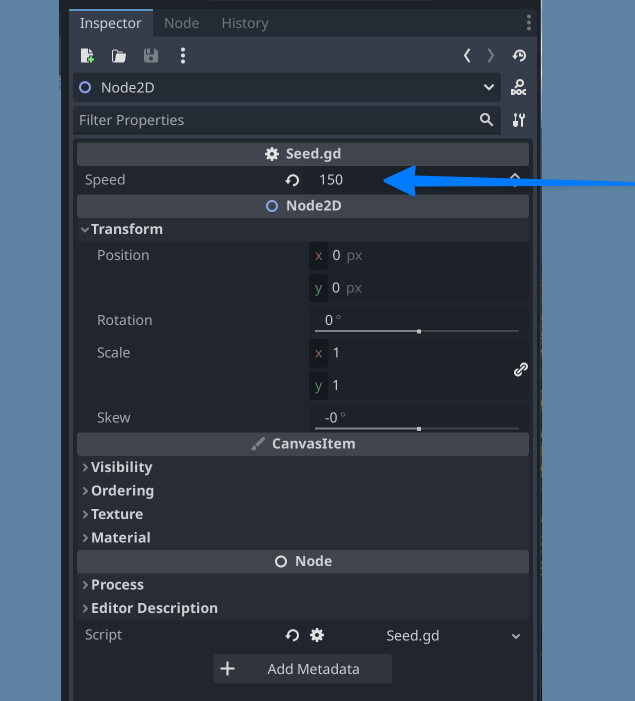 Inspector Node History
Node2D
DOC
Filter Properties
Seed.gd
Speed 150
Node2D
Transform
Position x 0 px
y 0 px
Rotation 0 °
Scale x 1
y 1
Skew -0 °
CanvasItem
Visibility
Ordering
Texture
Material
Node
Process
Editor Description
Script Seed.gd
Add Metadata